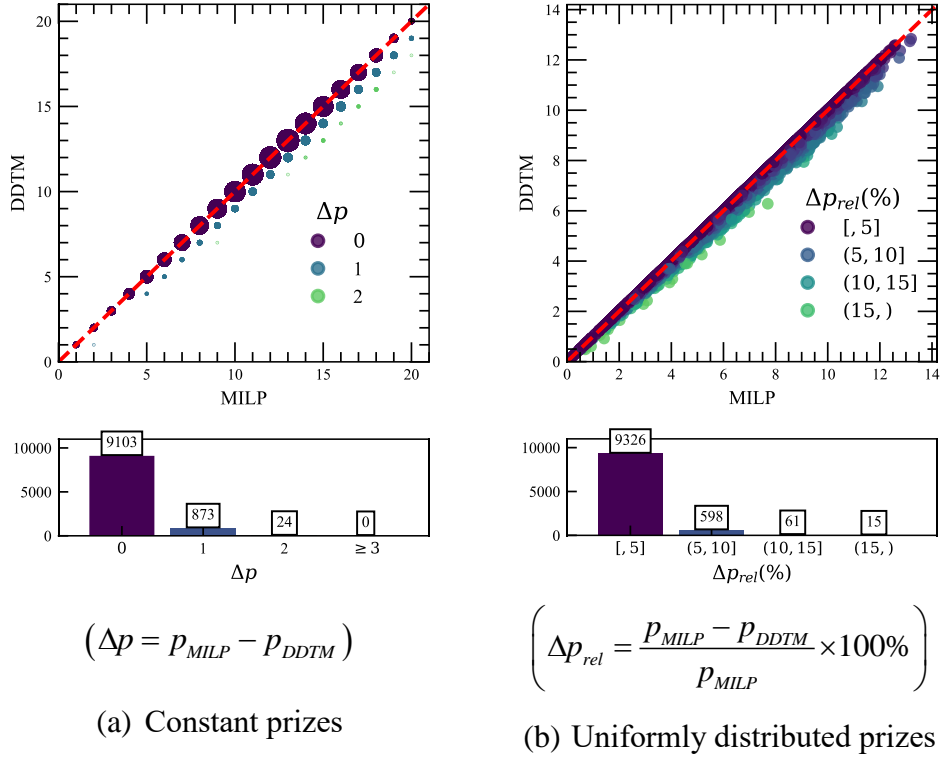 20
15
10
5
0
DDTM
Δp
0
1
2
0 5 10 15 20
MILP
10000
5000
0
9103
873
24
0
0 1 2 ≥3
Δp
(Δp = p_MILP − p_DDTM)
(a) Constant prizes
14
12
10
8
6
4
2
0
DDTM
Δp_rel(%)
[, 5]
(5, 10]
(10, 15]
(15, )
0 2 4 6 8 10 12 14
MILP
10000
5000
0
9326
598
61
15
[, 5] (5, 10] (10, 15] (15, )
Δp_rel(%)
(Δp_rel = (p_MILP − p_DDTM) / p_MILP ×100%)
(b) Uniformly distributed prizes